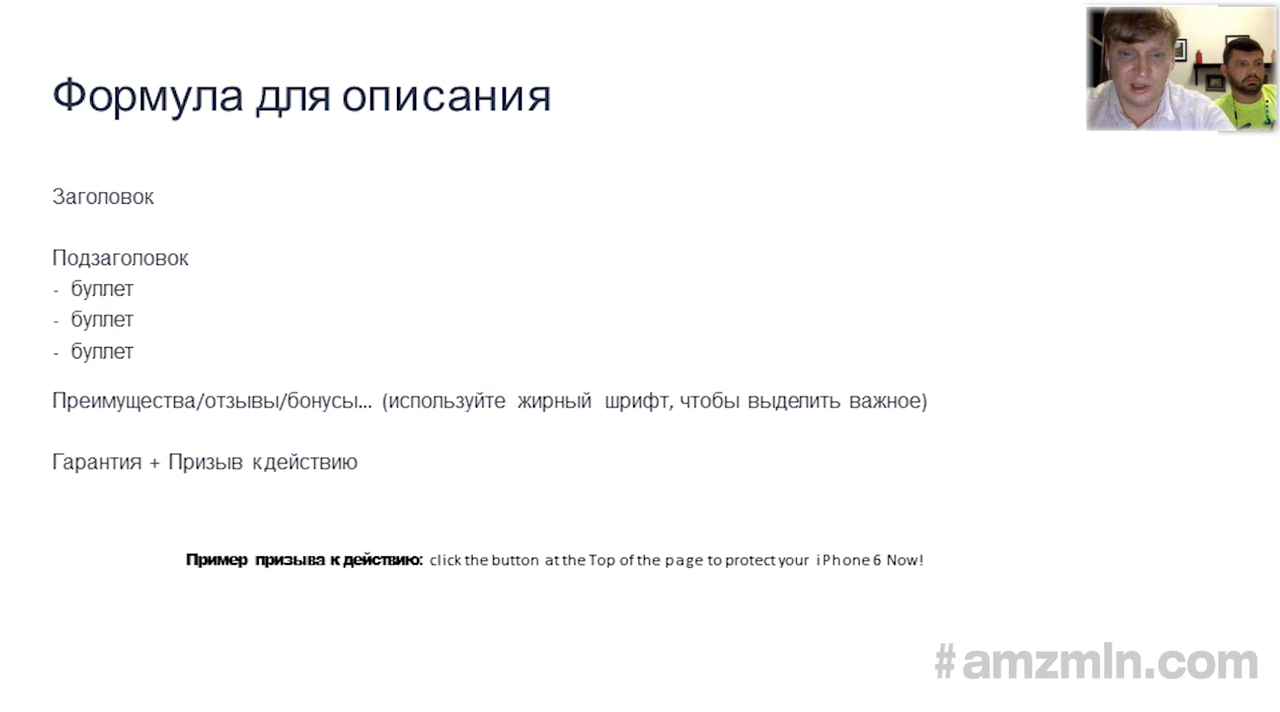 Формула для описания
Заголовок
Подзаголовок
- буллет
- буллет
- буллет
Преимущества/отзывы/бонусы... (используйте жирный шрифт, чтобы выделить важное)
Гарантия + Призыв к действию
Пример призыва к действию: click the button at the Top of the page to protect your iPhone 6 Now!
#amzmln.com